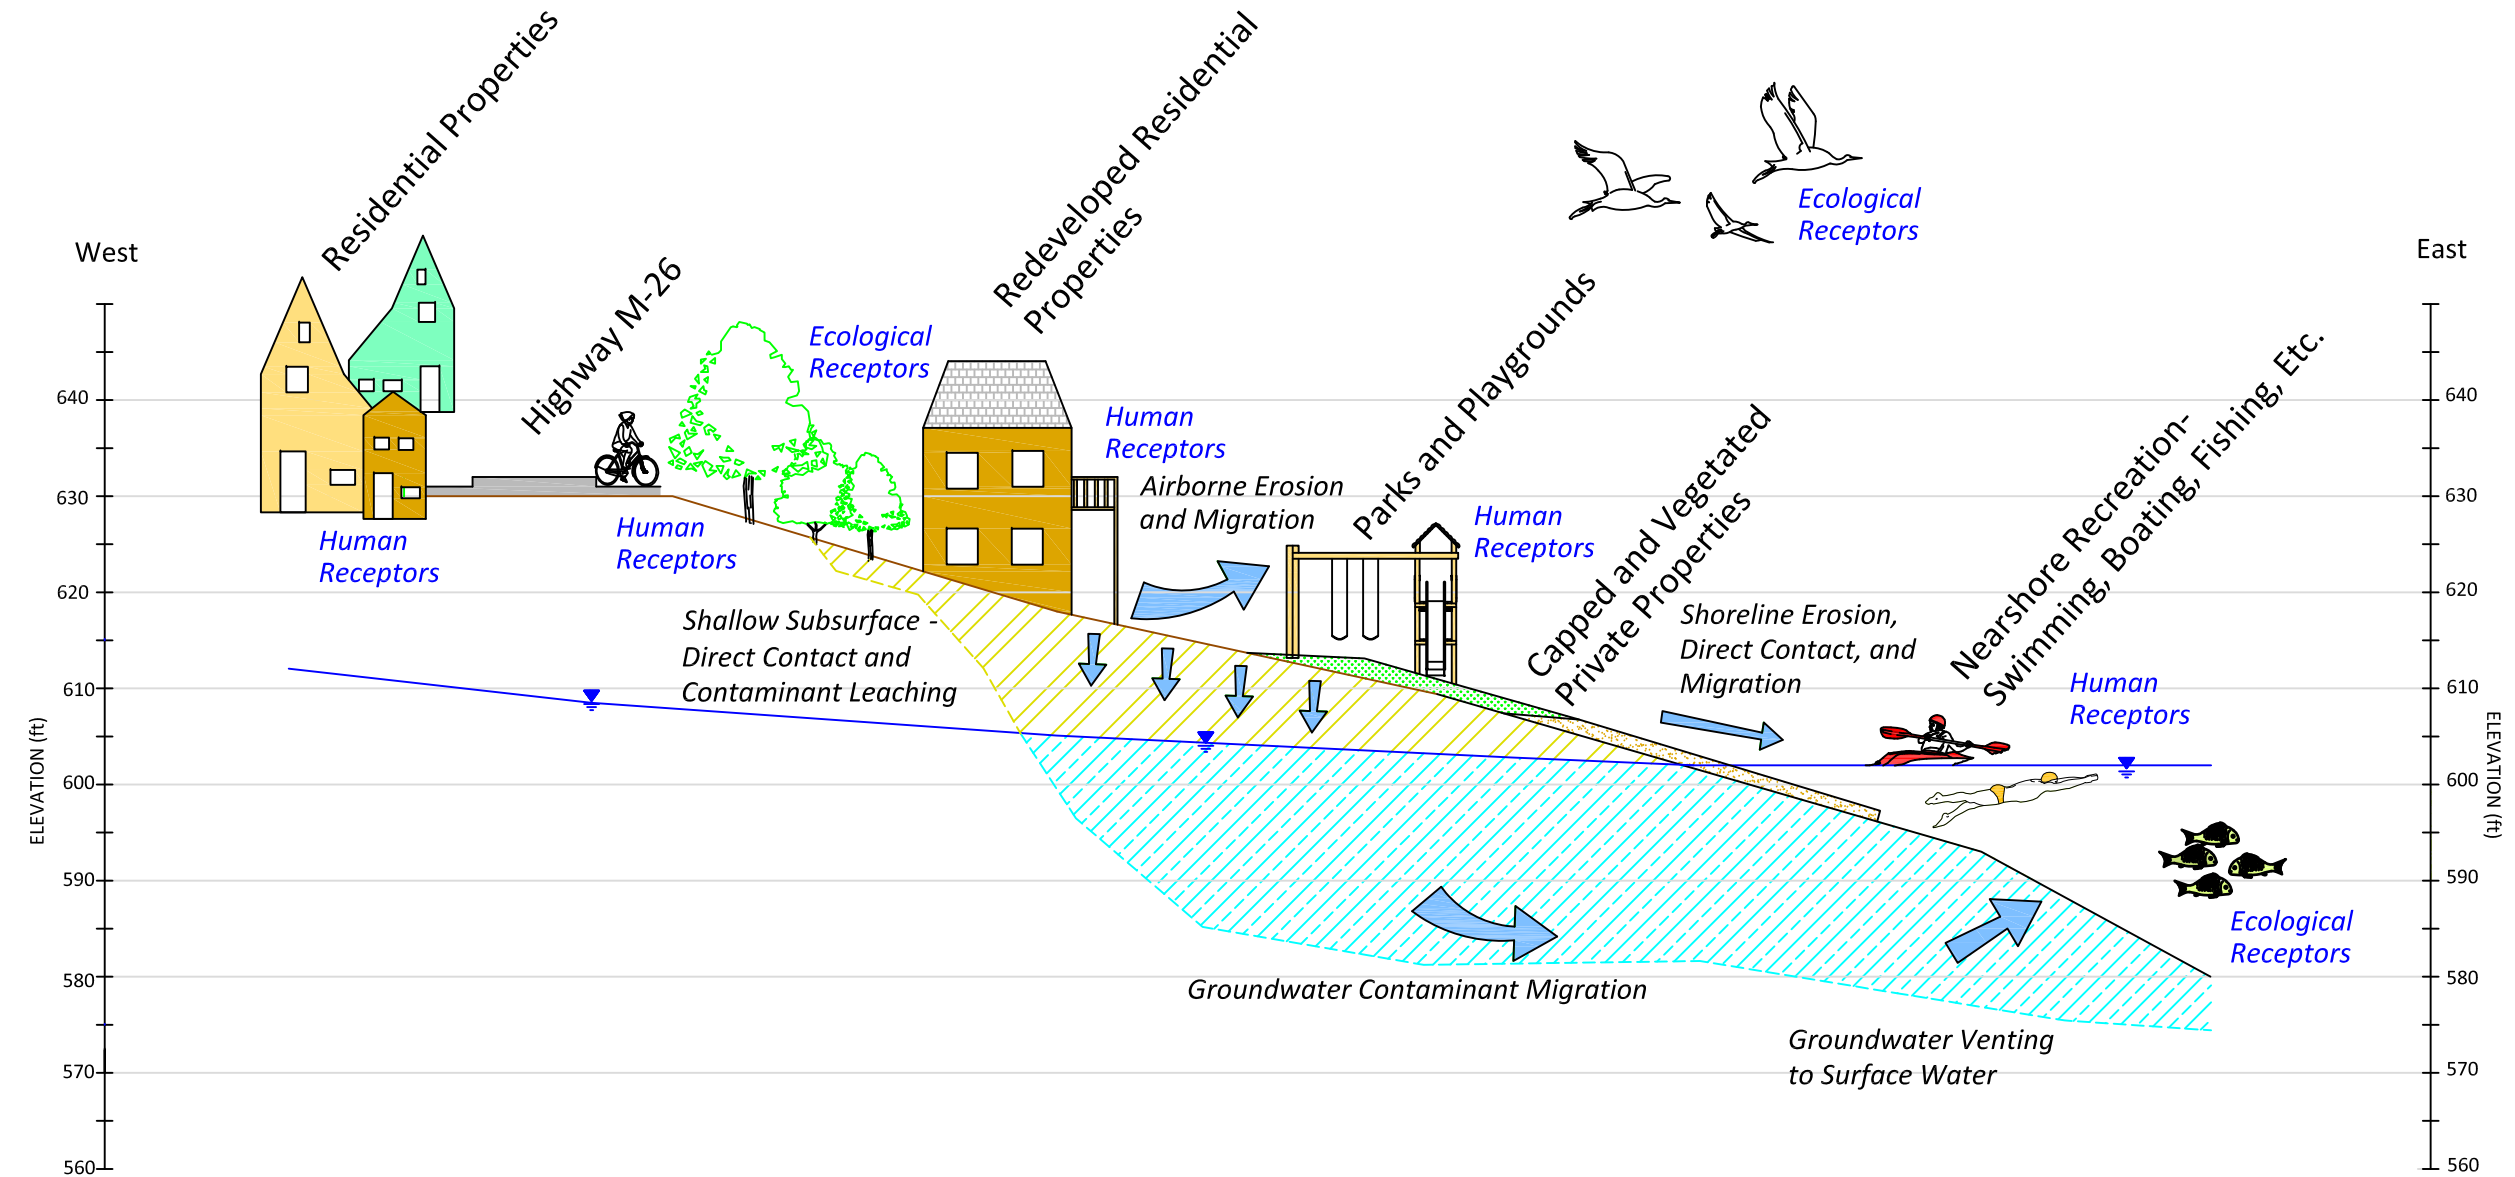 Residential Properties
Highway M-26
Redeveloped Residential
Properties
Parks and Playgrounds
Capped and Vegetated
Private Properties
Nearshore Recreation-
Swimming, Boating, Fishing, Etc.
West
East
Ecological
Receptors
Ecological
Receptors
Human
Receptors
Airborne Erosion
and Migration
Human
Receptors
Human
Receptors
Human
Receptors
Shallow Subsurface -
Direct Contact and
Contaminant Leaching
Shoreline Erosion,
Direct Contact, and
Migration
Human
Receptors
Ecological
Receptors
Groundwater Contaminant Migration
Groundwater Venting
to Surface Water
ELEVATION (ft)
640
630
620
610
600
590
580
570
560
ELEVATION (ft)
640
630
620
610
600
590
580
570
560